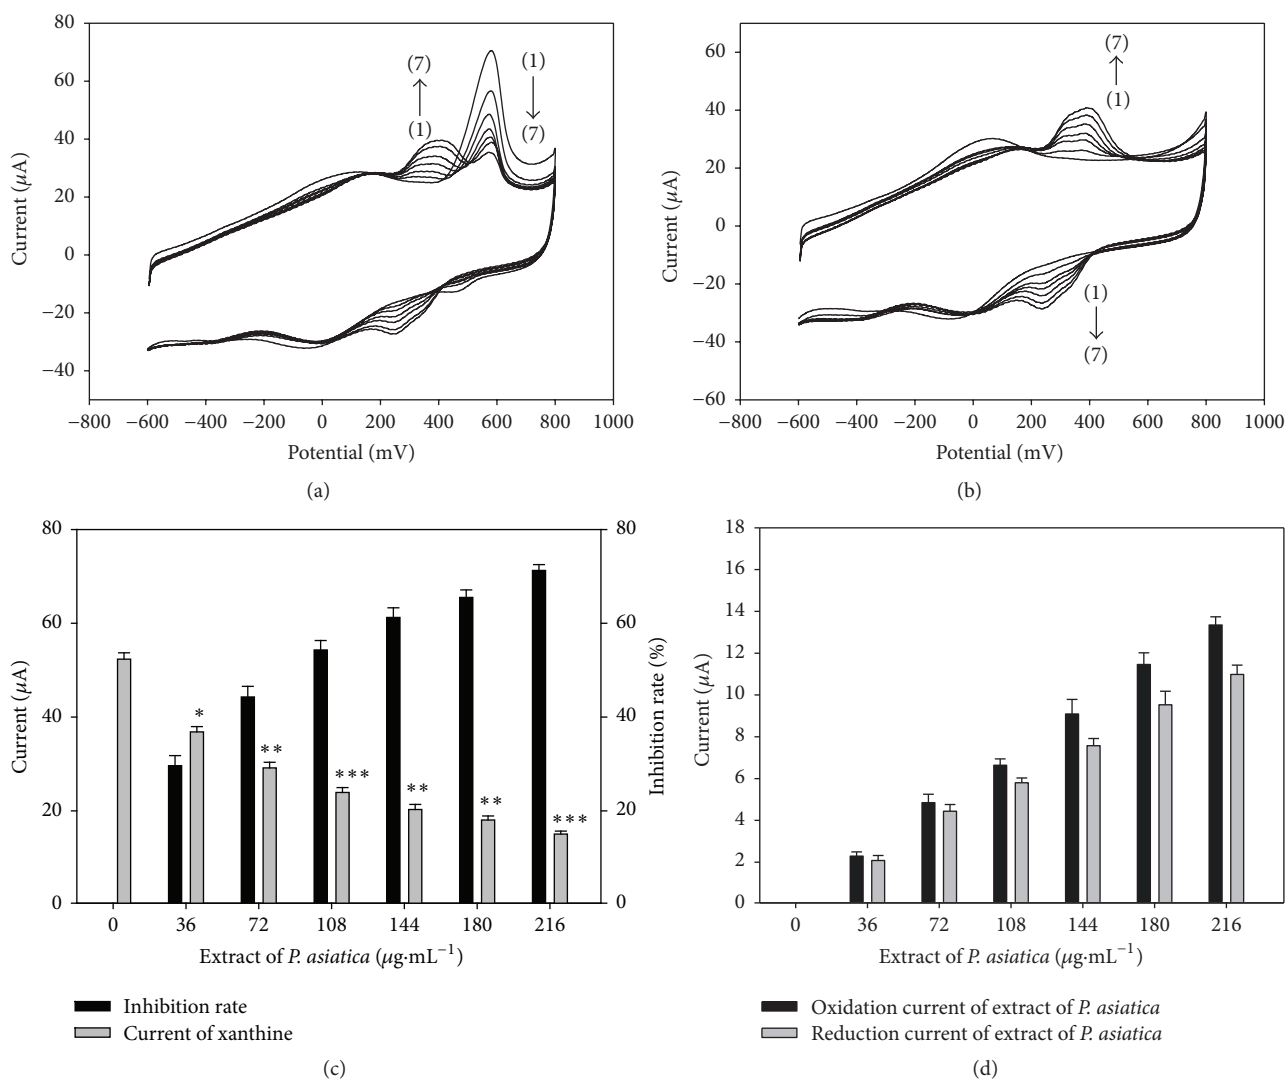 80
60
40
20
0
−20
−40
Current (μA)
(7)
(1)
(1)
(7)
−800 −600 −400 −200 0 200 400 600 800 1000
Potential (mV)
(a)
60
40
20
0
−20
−40
−60
Current (μA)
(7)
(1)
(1)
(7)
−800 −600 −400 −200 0 200 400 600 800 1000
Potential (mV)
(b)
80
60
40
20
0
Current (μA)
80
60
40
20
0
Inhibition rate (%)
*
**
***
**
**
***
0 36 72 108 144 180 216
Extract of P. asiatica (μg·mL⁻¹)
Inhibition rate
Current of xanthine
(c)
18
16
14
12
10
8
6
4
2
0
Current (μA)
0 36 72 108 144 180 216
Extract of P. asiatica (μg·mL⁻¹)
Oxidation current of extract of P. asiatica
Reduction current of extract of P. asiatica
(d)